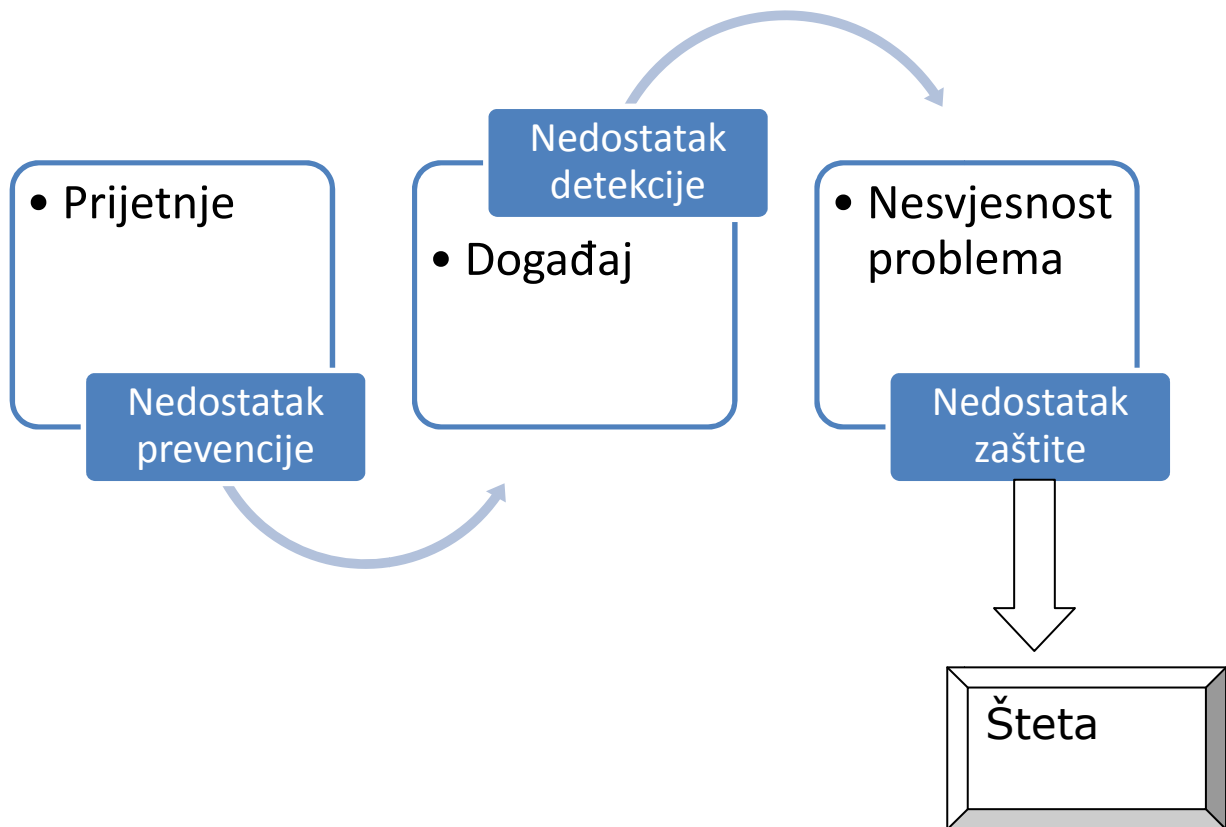 • Prijetnje
Nedostatak
prevencije
Nedostatak
detekcije
• Događaj
• Nesvjesnost
problema
Nedostatak
zaštite
Šteta